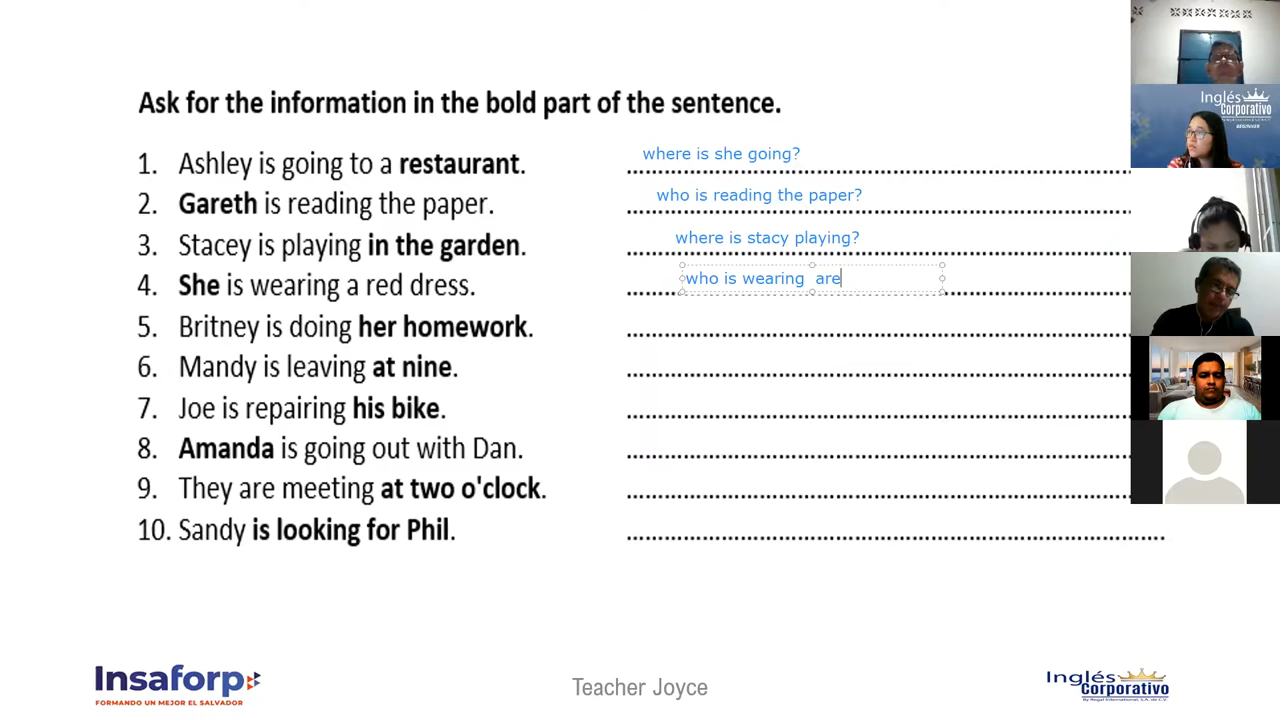 Inglés
Corporativo
BEGINNER
Ask for the information in the bold part of the sentence.
1. Ashley is going to a restaurant. where is she going?
2. Gareth is reading the paper. who is reading the paper?
3. Stacey is playing in the garden. where is stacy playing?
4. She is wearing a red dress. who is wearing  are
5. Britney is doing her homework.
6. Mandy is leaving at nine.
7. Joe is repairing his bike.
8. Amanda is going out with Dan.
9. They are meeting at two o'clock.
10. Sandy is looking for Phil.
Insaforp
FORMANDO UN MEJOR EL SALVADOR
Teacher Joyce
Inglés
Corporativo
By Regal International, S.A. de C.V.